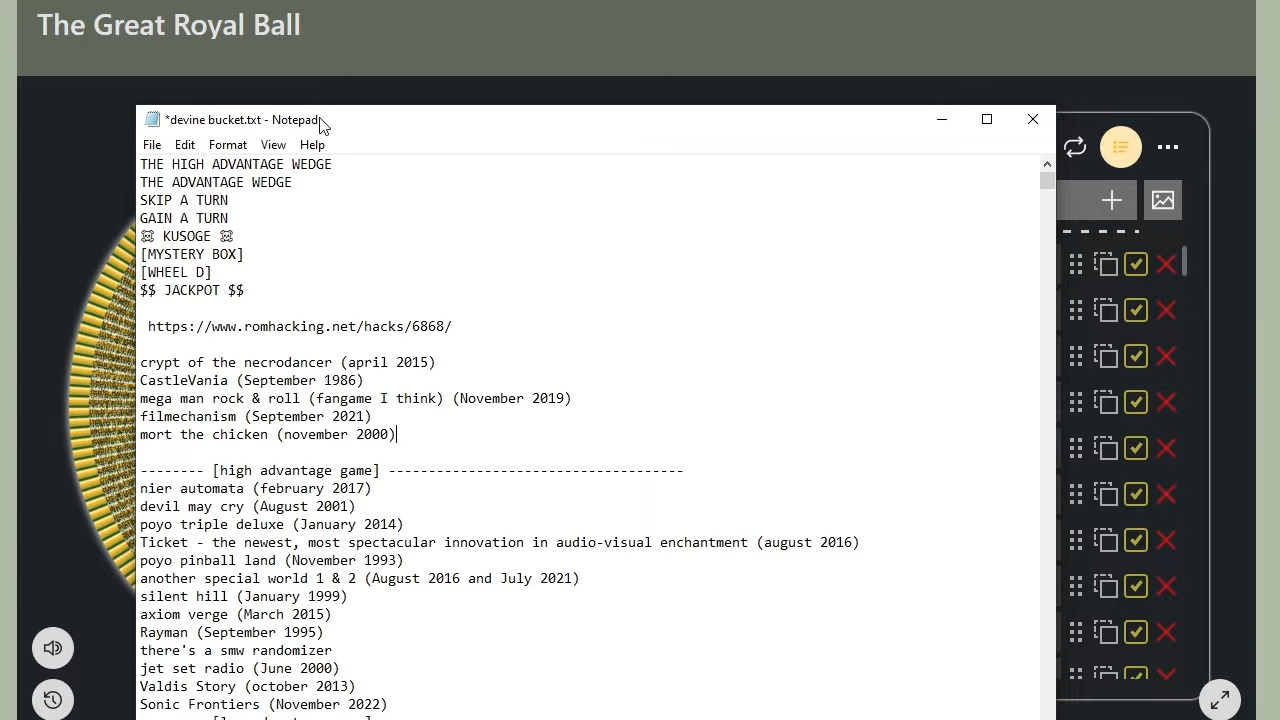 The Great Royal Ball
*devine bucket.txt - Notepad
File Edit Format View Help
THE HIGH ADVANTAGE WEDGE
THE ADVANTAGE WEDGE
SKIP A TURN
GAIN A TURN
☠ KUSOGE ☠
[MYSTERY BOX]
[WHEEL D]
$$ JACKPOT $$
https://www.romhacking.net/hacks/6868/
crypt of the necrodancer (april 2015)
CastleVania (September 1986)
mega man rock & roll (fangame I think) (November 2019)
filmechanism (September 2021)
mort the chicken (november 2000)
-------- [high advantage game] -------------------------------------
nier automata (february 2017)
devil may cry (August 2001)
poyo triple deluxe (January 2014)
Ticket - the newest, most spectacular innovation in audio-visual enchantment (august 2016)
poyo pinball land (November 1993)
another special world 1 & 2 (August 2016 and July 2021)
silent hill (January 1999)
axiom verge (March 2015)
Rayman (September 1995)
there's a smw randomizer
jet set radio (June 2000)
Valdis Story (october 2013)
Sonic Frontiers (November 2022)